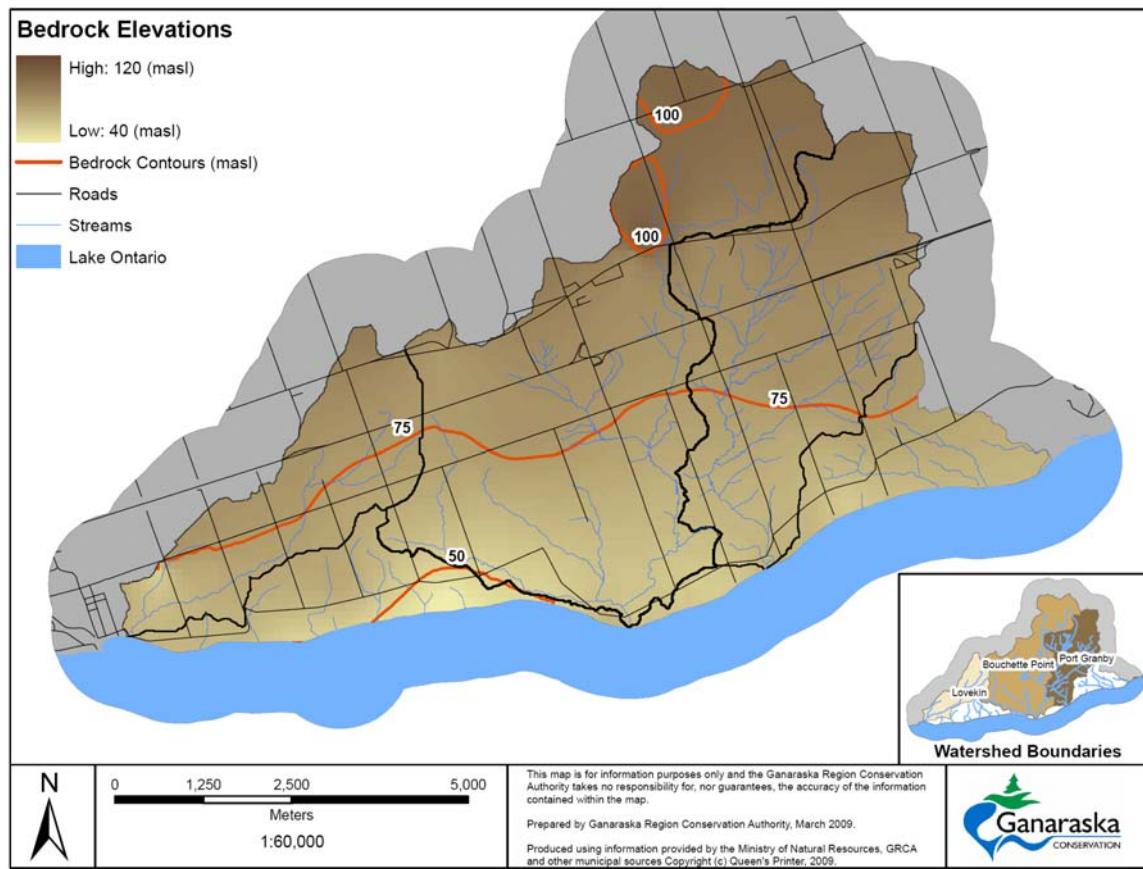 Bedrock Elevations
High: 120 (masl)
Low: 40 (masl)
Bedrock Contours (masl)
Roads
Streams
Lake Ontario
100
100
75
75
50
Bouchette Point
Port Granby
Lovekin
Watershed Boundaries
N
0 1,250 2,500 5,000
Meters
1:60,000
This map is for information purposes only and the Ganaraska Region Conservation
Authority takes no responsibility for, nor guarantees, the accuracy of the information
contained within the map.
Prepared by Ganaraska Region Conservation Authority, March 2009.
Produced using information provided by the Ministry of Natural Resources, GRCA
and other municipal sources Copyright (c) Queen's Printer, 2009.
Ganaraska
CONSERVATION